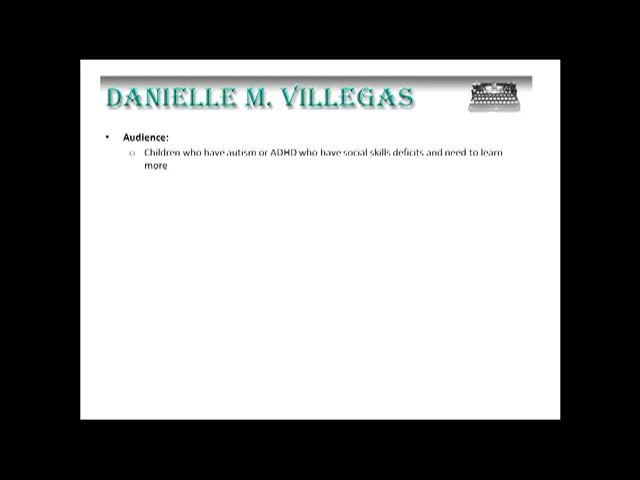 DANIELLE M. VILLEGAS
• Audience:
o Children who have autism or ADHD who have social skills deficits and need to learn
more